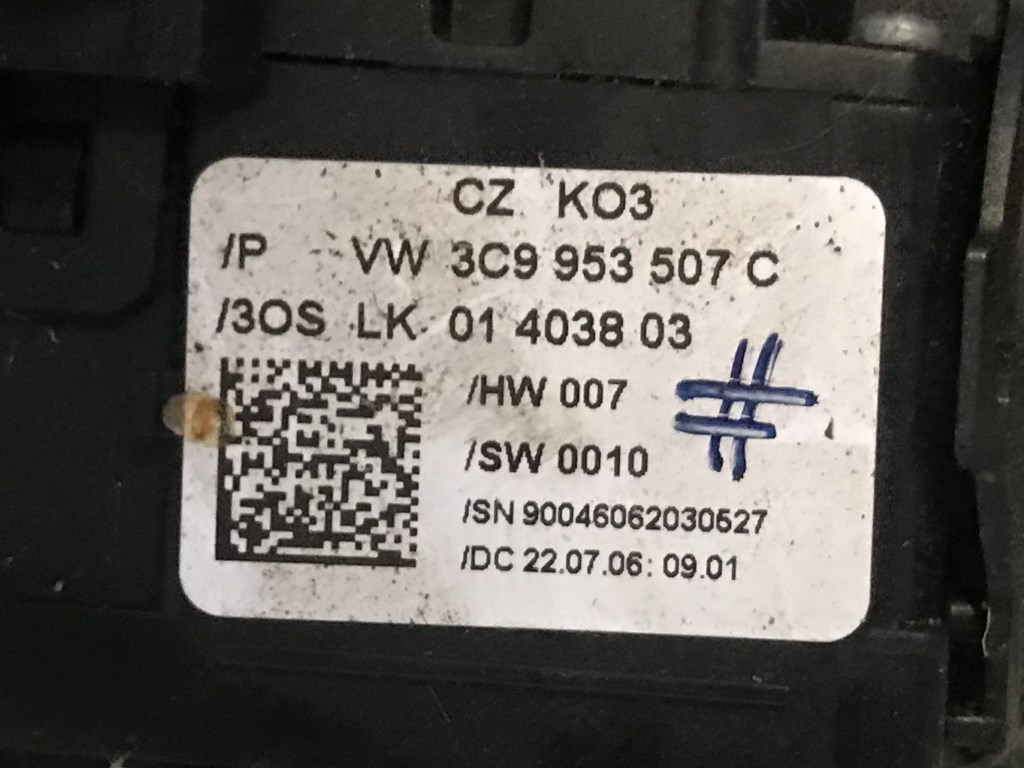 CZ KO3
/P VW 3C9 953 507 C
/3OS LK 01 4038 03
/HW 007
#
/SW 0010
/SN 90046062030527
/DC 22.07.06: 09.01